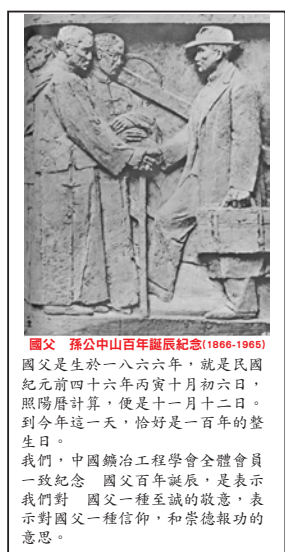 國父　孫公中山百年誕辰紀念(1866-1965)
國父是生於一八六六年，就是民國
紀元前四十六年丙寅十月初六日，
照陽曆計算，便是十一月十二日。
到今年這一天，恰好是一百年的整
生日。
我們，中國鑛冶工程學會全體會員
一致紀念　國父百年誕辰，是表示
我們對　國父一種至誠的敬意，表
示對國父一種信仰，和崇德報功的
意思。